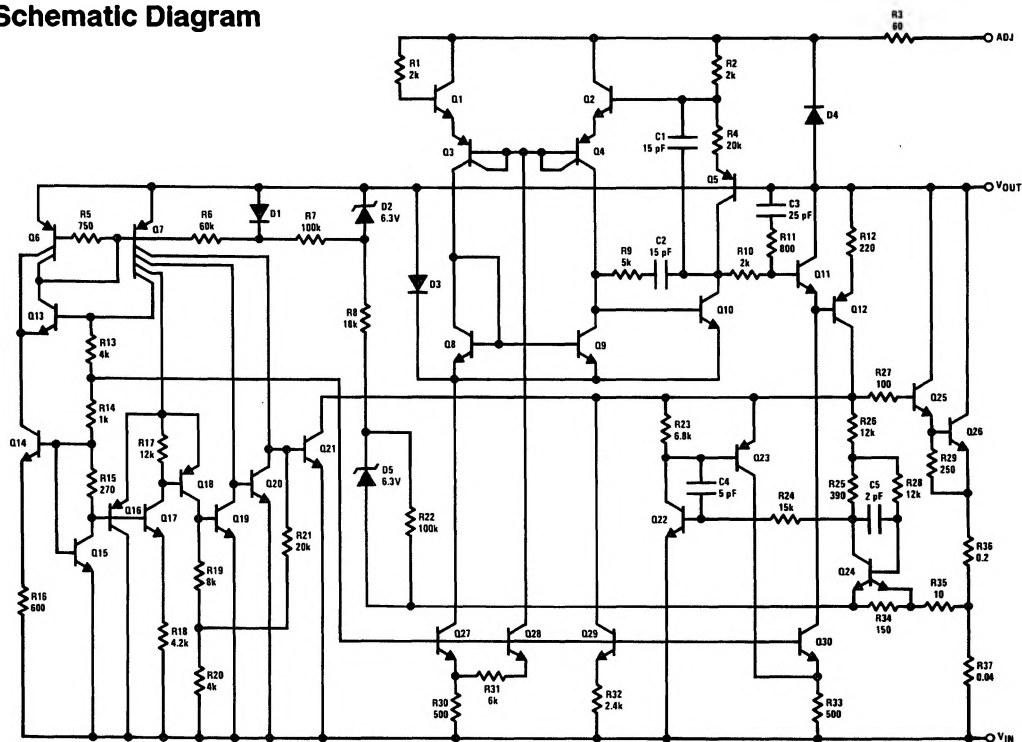 Schematic Diagram
R3
60
ADJ
R1
2k
Q1
Q2
R2
2k
D4
Q3
Q4
C1
15 pF
R4
20k
Q5
VOUT
Q6
R5
750
Q7
R6
60k
D1
R7
100k
D2
6.3V
C3
25 pF
R11
800
R12
220
D3
R9
5k
C2
15 pF
R10
2k
Q11
Q12
Q13
R8
18k
Q8
Q9
Q10
R13
4k
R14
1k
Q14
R17
12k
Q18
Q20
Q21
R23
6.8k
Q23
R27
100
Q25
R26
12k
Q26
R15
270
Q16
Q17
Q19
D5
6.3V
R22
100k
C4
5 pF
Q22
R24
15k
R25
390
C5
2 pF
R28
12k
R29
250
Q15
R21
20k
R19
8k
Q24
R36
0.2
R16
600
R35
10
R34
150
R18
4.2k
R20
4k
Q27
Q28
Q29
Q30
R37
0.04
R31
6k
R30
500
R32
2.4k
R33
500
VIN